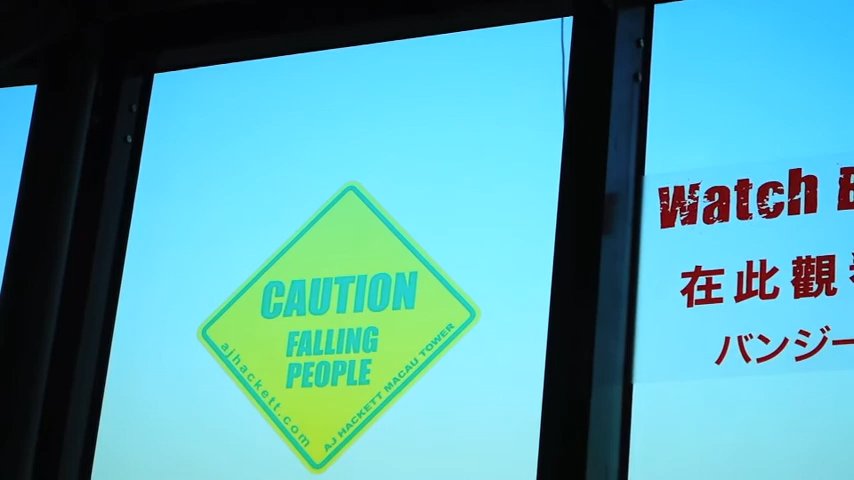 CAUTION
FALLING
PEOPLE
ajhackett.com
AJ HACKETT MACAU TOWER
Watch
在此觀
バンジー